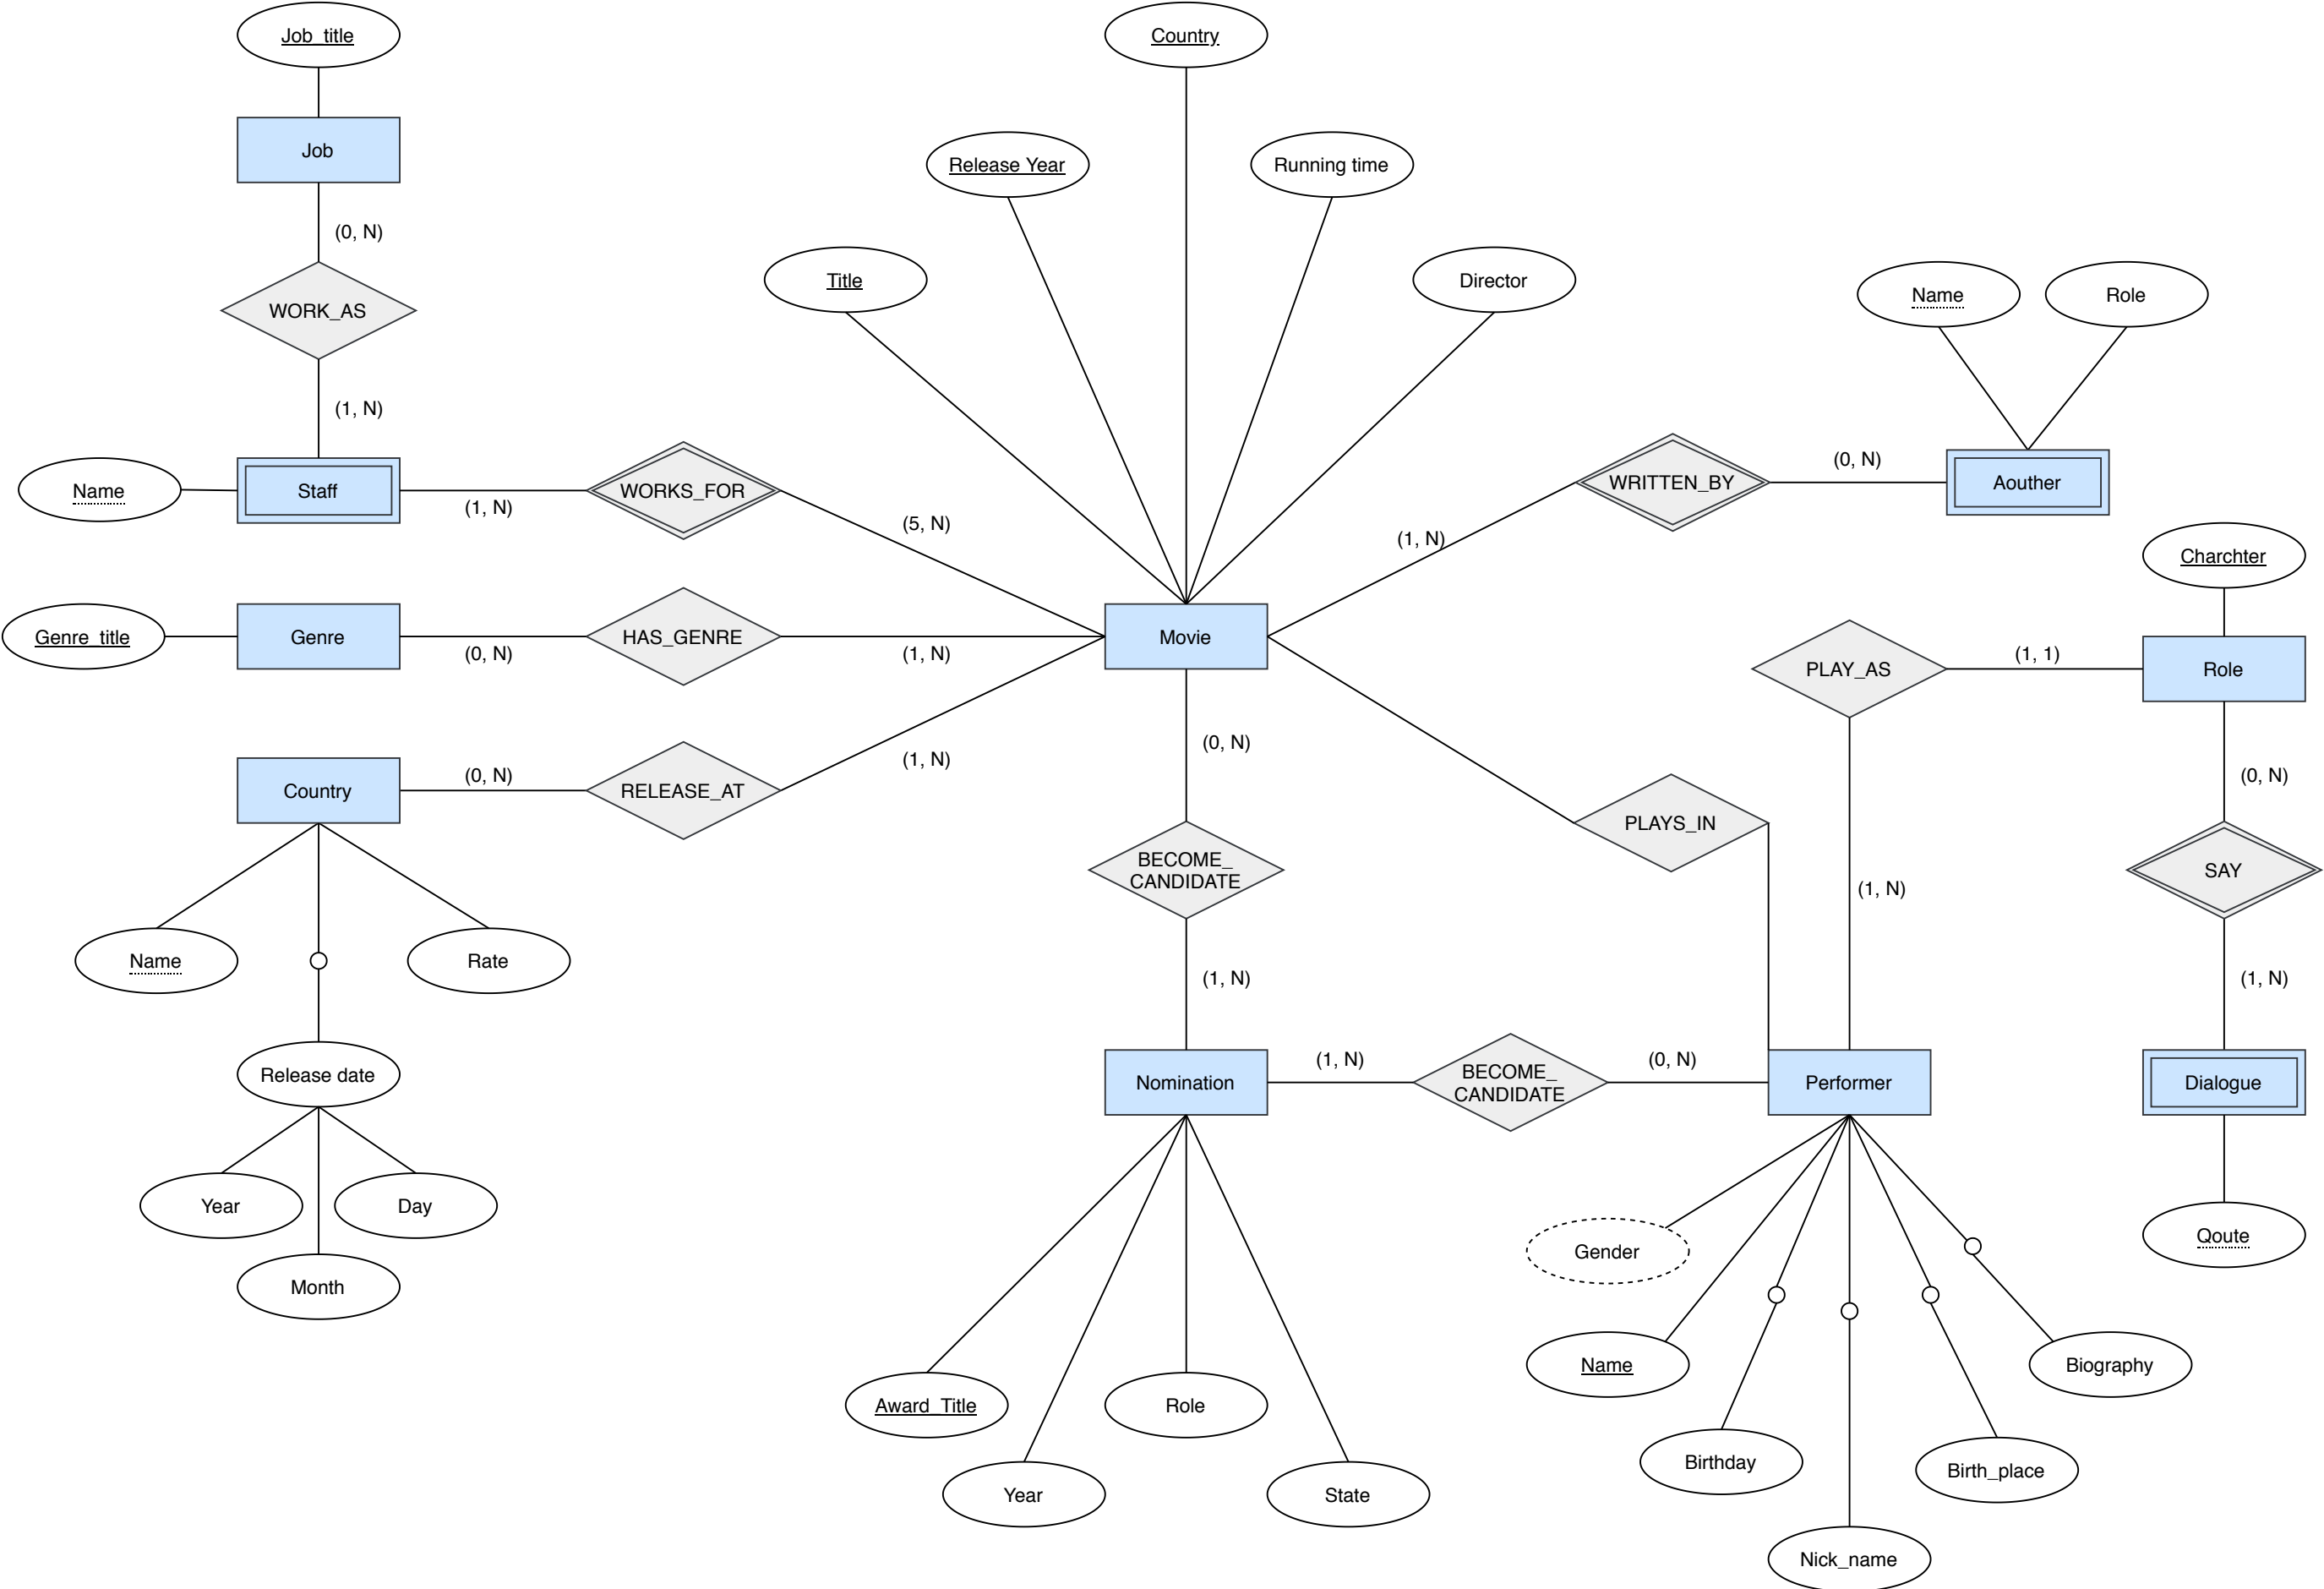 Job_title
Country
Job
Release Year
Running time
(0, N)
Title
Director
Name
Role
WORK_AS
(1, N)
(0, N)
Name
Staff
(1, N)
WORKS_FOR
(5, N)
WRITTEN_BY
Aouther
(1, N)
Charchter
Genre_title
Genre
(0, N)
HAS_GENRE
(1, N)
Movie
PLAY_AS
(1, 1)
Role
Country
(0, N)
RELEASE_AT
(1, N)
(0, N)
PLAYS_IN
(0, N)
BECOME_
CANDIDATE
(1, N)
SAY
Name
Rate
(1, N)
(1, N)
Release date
Nomination
(1, N)
BECOME_
CANDIDATE
(0, N)
Performer
Dialogue
Year
Day
Month
Gender
Qoute
Name
Biography
Award_Title
Role
Birthday
Birth_place
Year
State
Nick_name